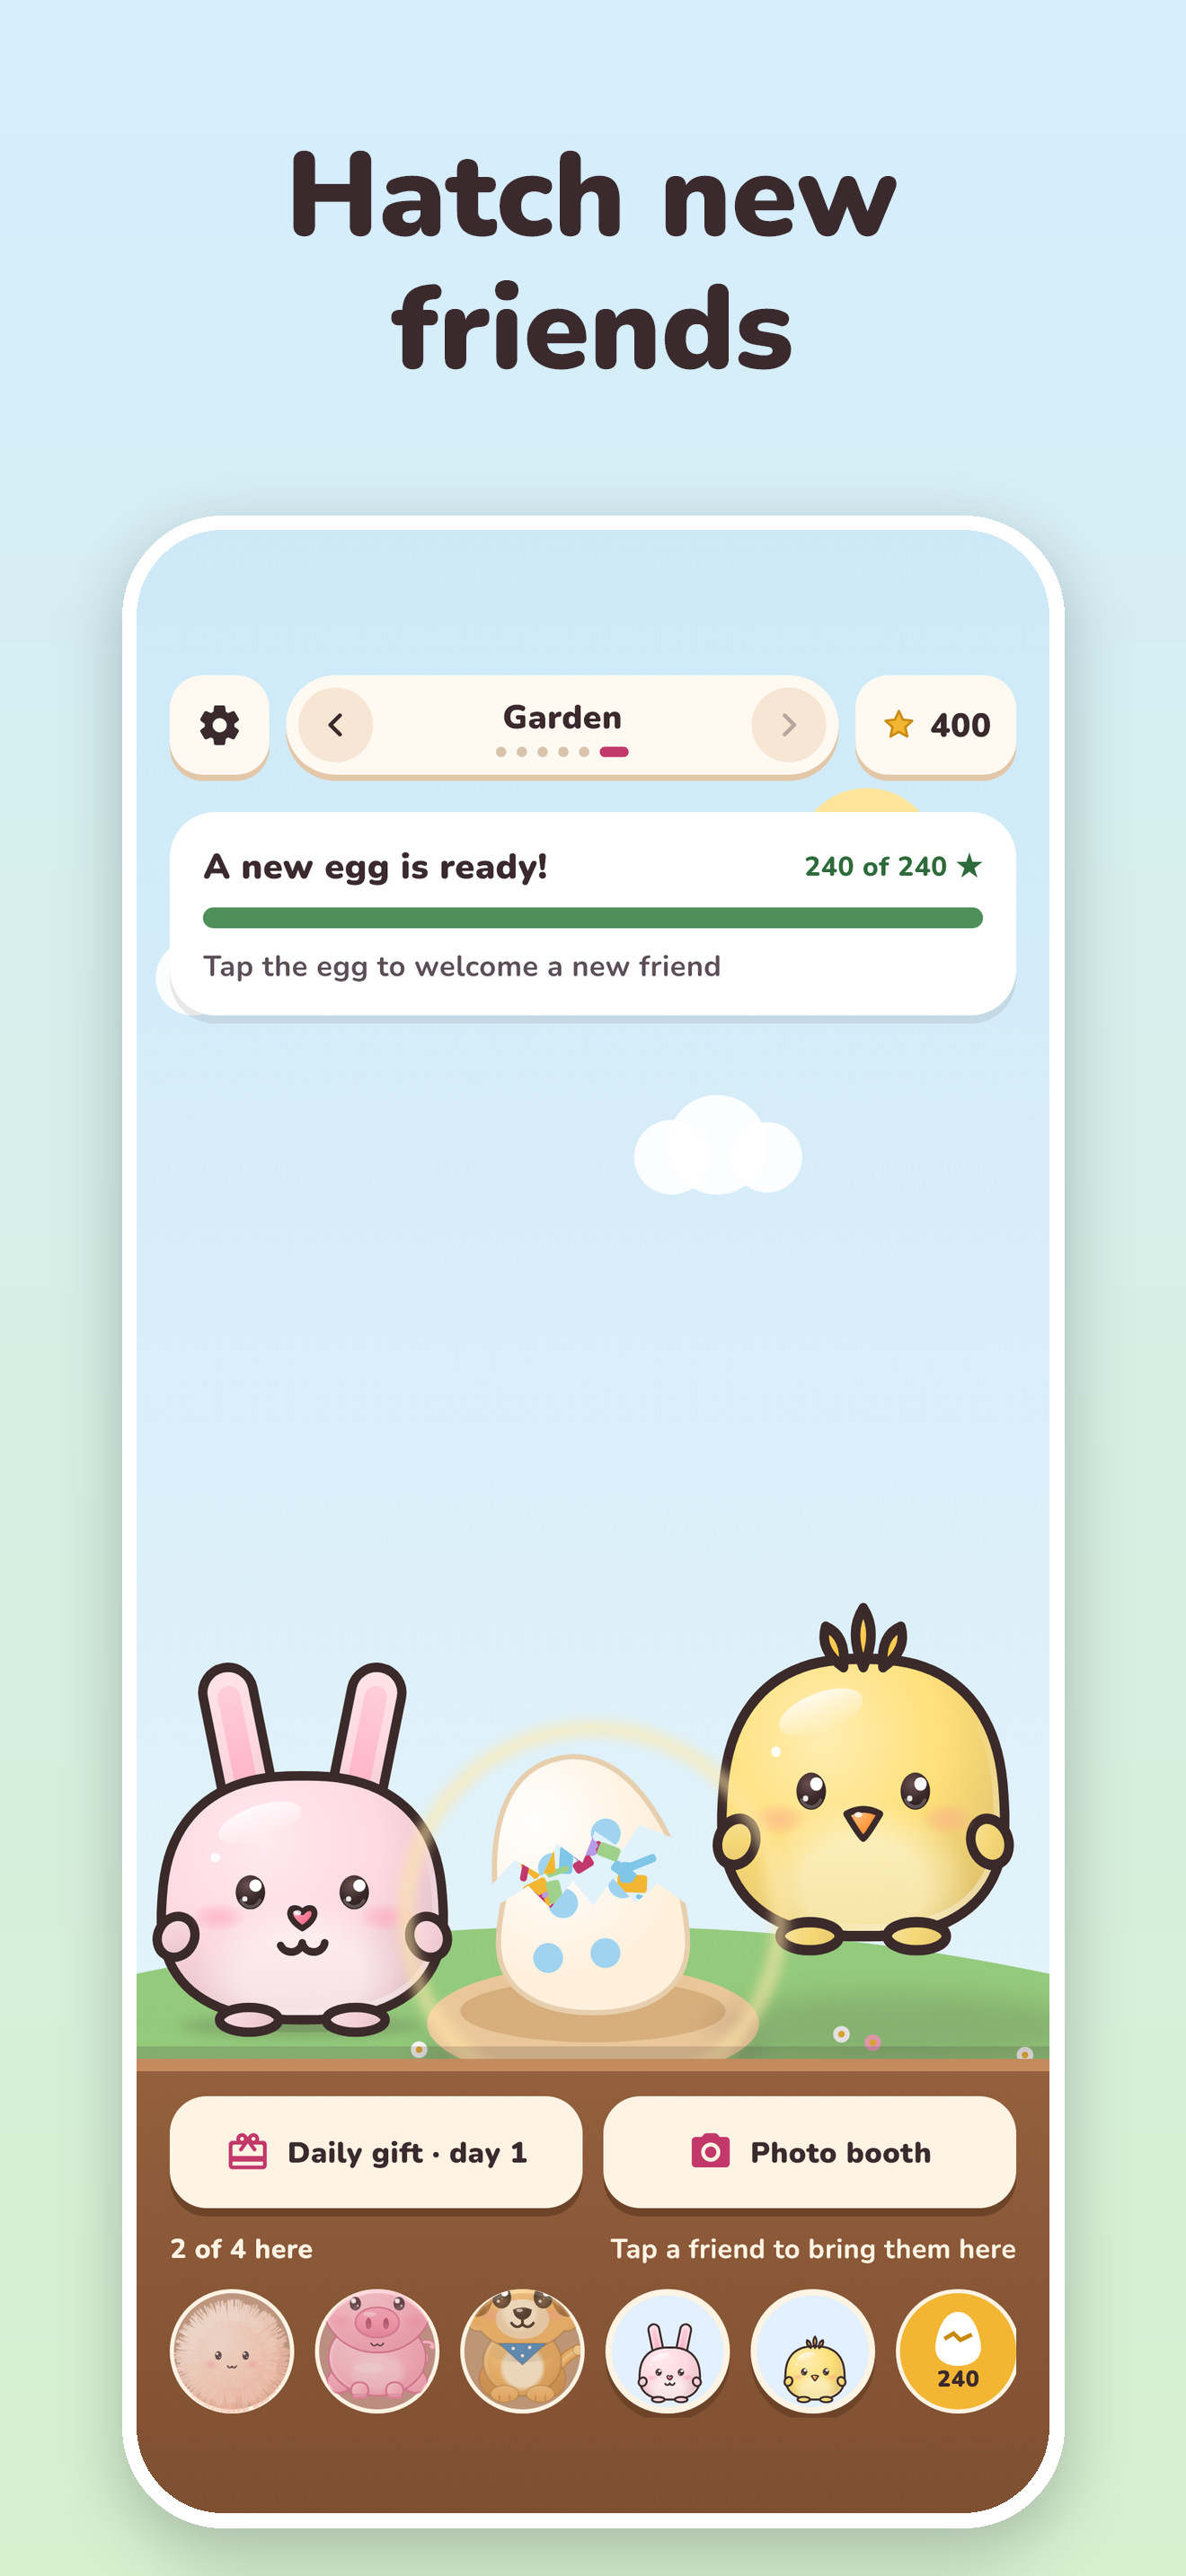 Hatch new
friends
Garden
400
A new egg is ready!
240 of 240 ★
Tap the egg to welcome a new friend
Daily gift · day 1
Photo booth
2 of 4 here
Tap a friend to bring them here
240